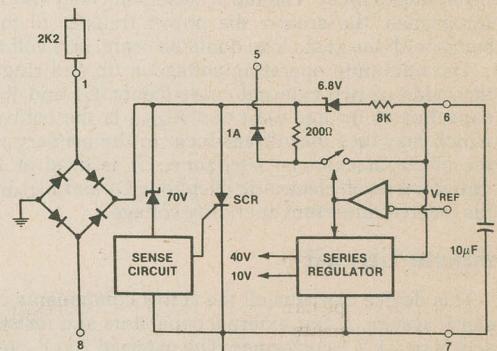 2K2
1
5
6.8V
1A
200Ω
8K
6
70V
SCR
VREF
SENSE
CIRCUIT
40V
10V
SERIES
REGULATOR
10μF
8
7